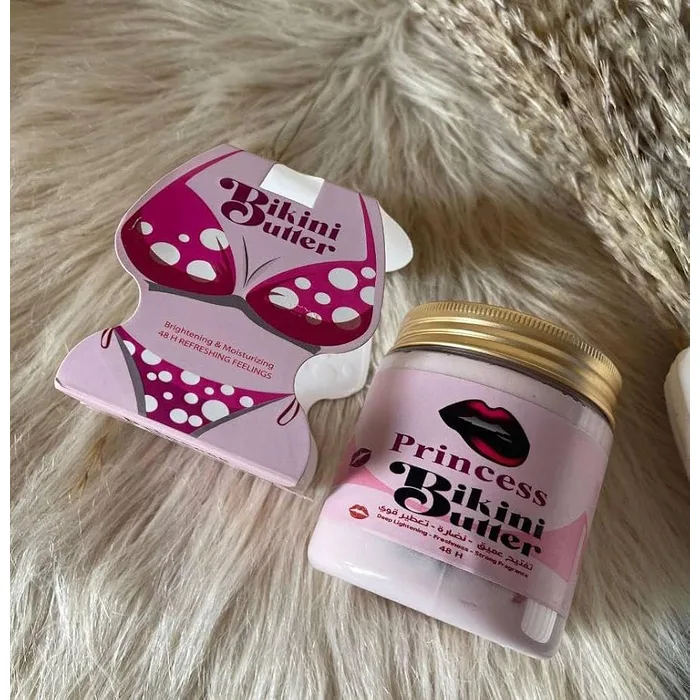 Bikini
Butter
Brightening & Moisturizing
48 H REFRESHING FEELINGS
Princess
Bikini
Butter
تفتيح عميق - نضارة - تعطير قوي
Deep Lightening - Freshness - Strong Fragrance
48 H